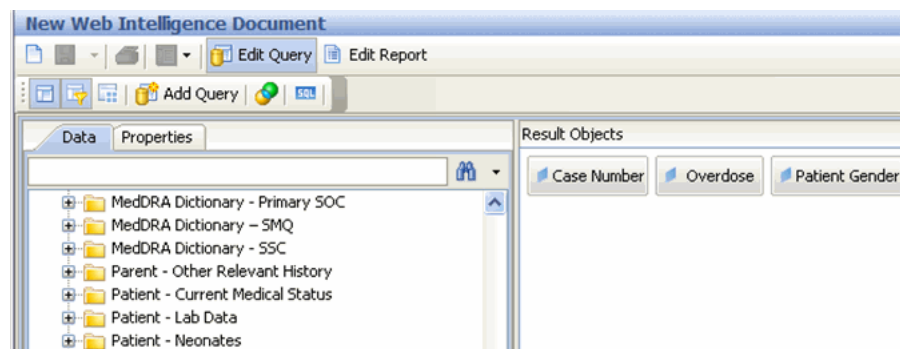 New Web Intelligence Document
Edit Query Edit Report
Add Query SQL
Data Properties
Result Objects
Case Number Overdose Patient Gender
MedDRA Dictionary - Primary SOC
MedDRA Dictionary – SMQ
MedDRA Dictionary - SSC
Parent - Other Relevant History
Patient - Current Medical Status
Patient - Lab Data
Patient - Neonates